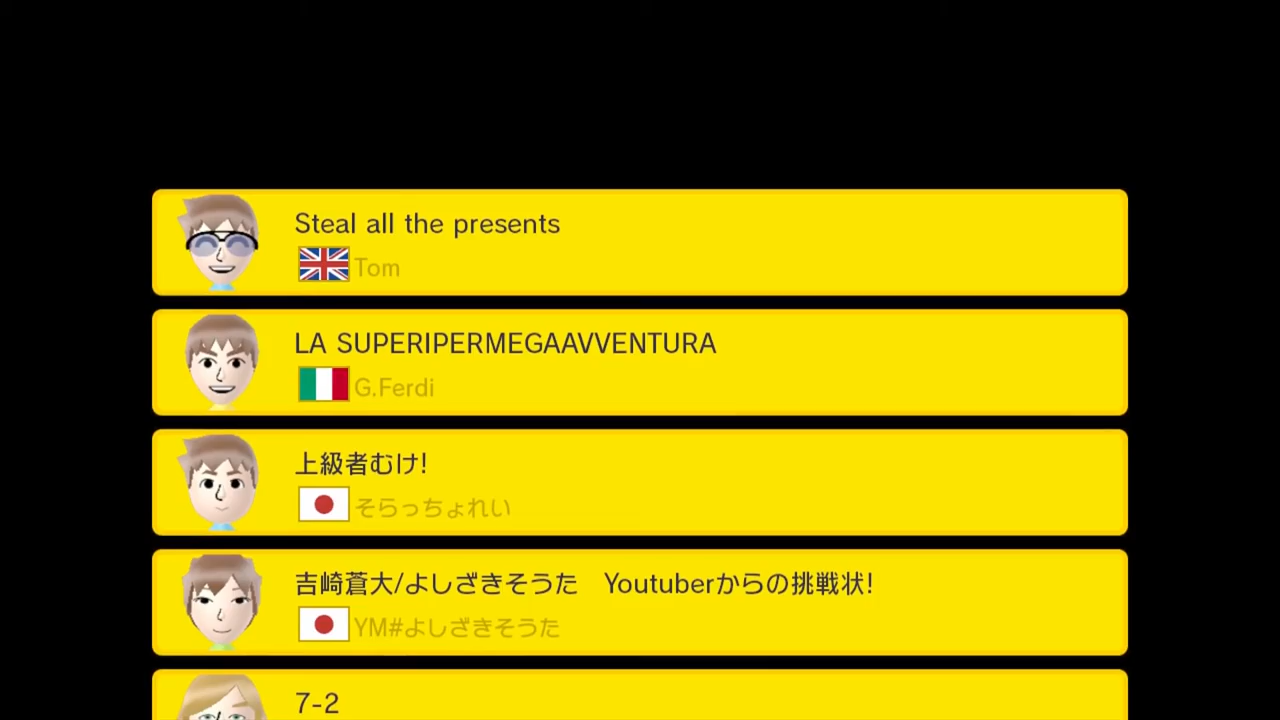 Steal all the presents
Tom
LA SUPERIPERMEGAAVVENTURA
G.Ferdi
上級者むけ!
そらっちょれい
吉崎蒼大/よしざきそうた　Youtuberからの挑戦状!
YM#よしざきそうた
7-2